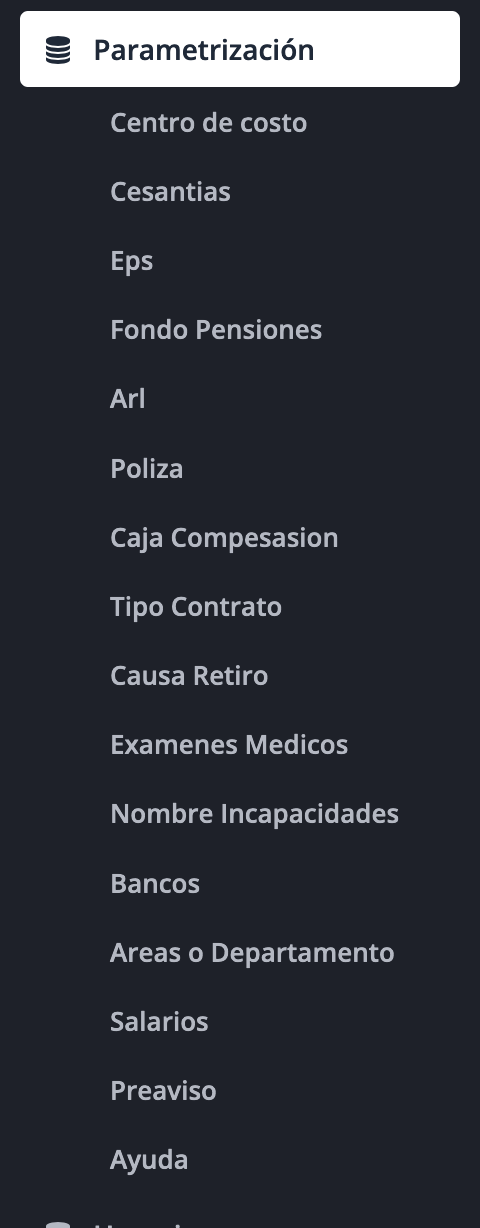 Parametrización
Centro de costo
Cesantias
Eps
Fondo Pensiones
Arl
Poliza
Caja Compesasion
Tipo Contrato
Causa Retiro
Examenes Medicos
Nombre Incapacidades
Bancos
Areas o Departamento
Salarios
Preaviso
Ayuda